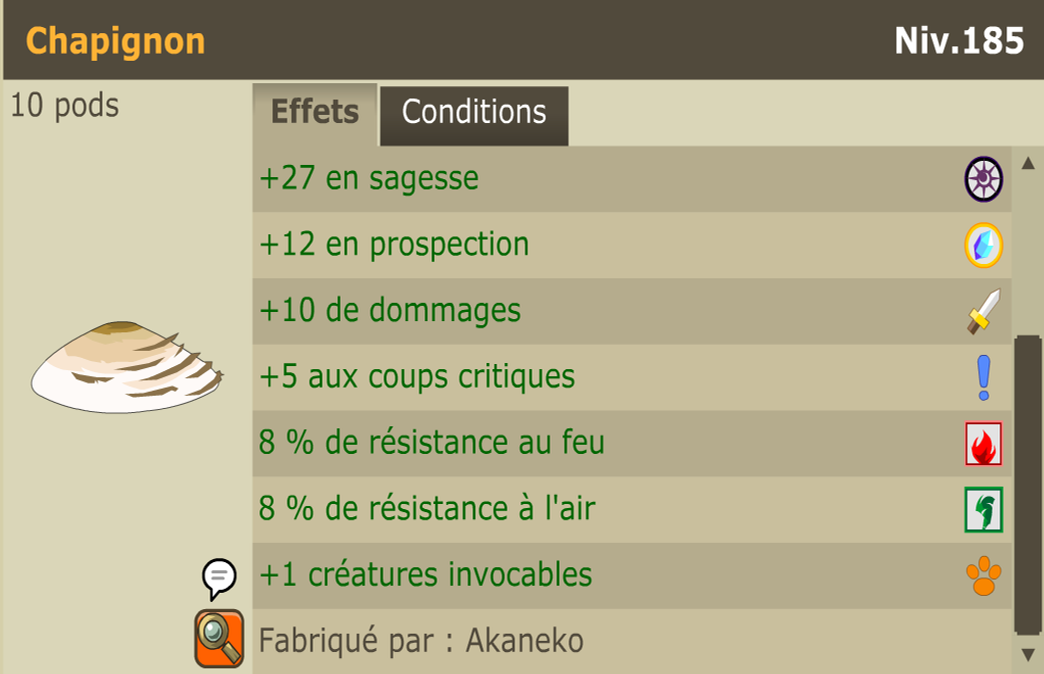 Chapignon
Niv.185
10 pods
Effets
Conditions
+27 en sagesse
+12 en prospection
+10 de dommages
+5 aux coups critiques
8 % de résistance au feu
8 % de résistance à l'air
+1 créatures invocables
Fabriqué par : Akaneko